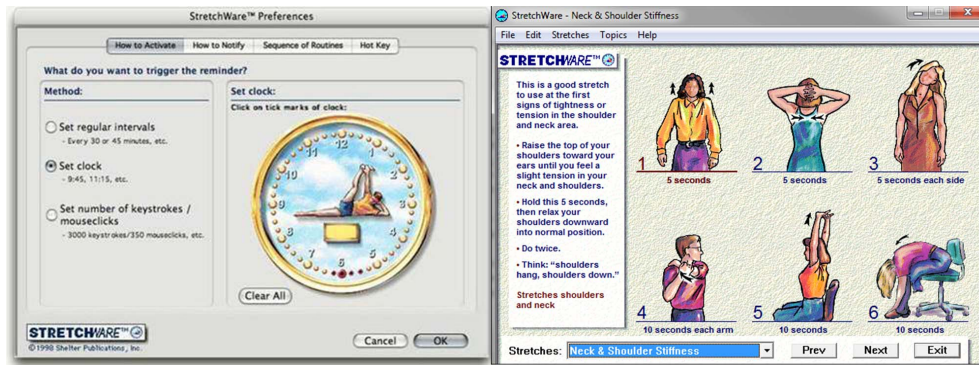 StretchWare™ Preferences
How to Activate
How to Notify
Sequence of Routines
Hot Key
What do you want to trigger the reminder?
Method:
Set regular intervals
- Every 30 or 45 minutes, etc.
Set clock
- 9:45, 11:15, etc.
Set number of keystrokes /
mouseclicks
- 3000 keystrokes/350 mouseclicks, etc.
Set clock:
Click on tick marks of clock:
12
1
2
3
4
5
6
7
8
9
10
11
Clear All
STRETCHWARE™
©1998 Shelter Publications, Inc.
Cancel
OK
StretchWare - Neck & Shoulder Stiffness
File Edit Stretches Topics Help
STRETCHWARE™
This is a good stretch
to use at the first
signs of tightness or
tension in the shoulder
and neck area.
• Raise the top of your
shoulders toward your
ears until you feel a
slight tension in your
neck and shoulders.
• Hold this 5 seconds,
then relax your
shoulders downward
into normal position.
• Do twice.
• Think: “shoulders
hang, shoulders down.”
Stretches shoulders
and neck
1
5 seconds
2
5 seconds
3
5 seconds each side
4
10 seconds each arm
5
10 seconds
6
10 seconds
Stretches: Neck & Shoulder Stiffness
Prev
Next
Exit